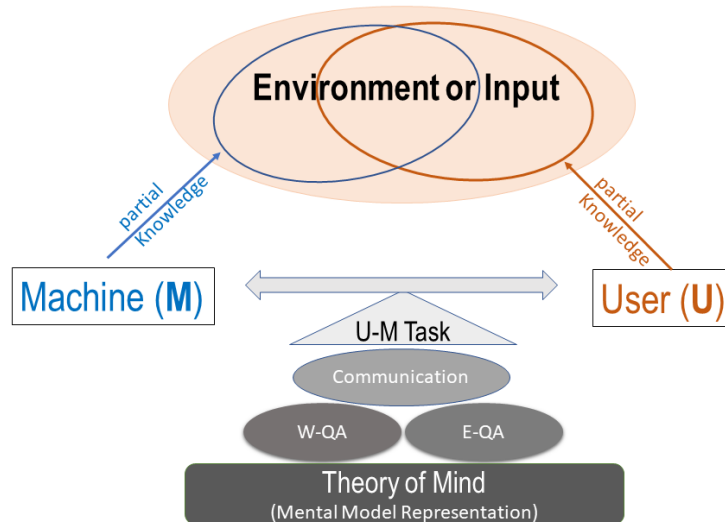 Environment or Input
partial
Knowledge
partial
Knowledge
Machine (M)
User (U)
U-M Task
Communication
W-QA
E-QA
Theory of Mind
(Mental Model Representation)